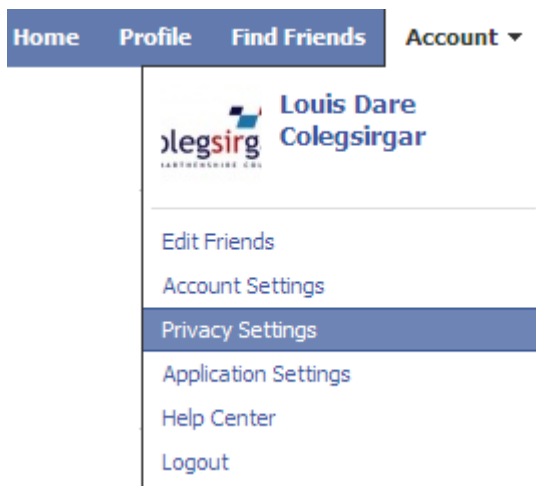 Home Profile Find Friends Account
Louis Dare
Colegsirgar
olegsirg
Edit Friends
Account Settings
Privacy Settings
Application Settings
Help Center
Logout